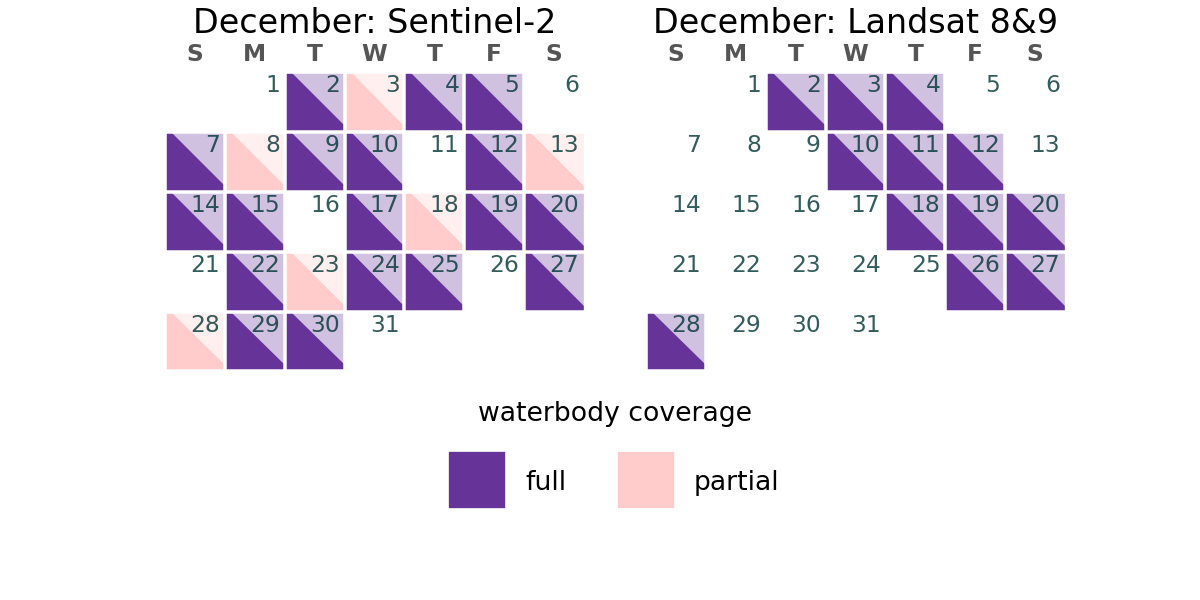 December: Sentinel-2
S M T W T F S
1 2 3 4 5 6
7 8 9 10 11 12 13
14 15 16 17 18 19 20
21 22 23 24 25 26 27
28 29 30 31
December: Landsat 8&9
S M T W T F S
1 2 3 4 5 6
7 8 9 10 11 12 13
14 15 16 17 18 19 20
21 22 23 24 25 26 27
28 29 30 31
waterbody coverage
full partial